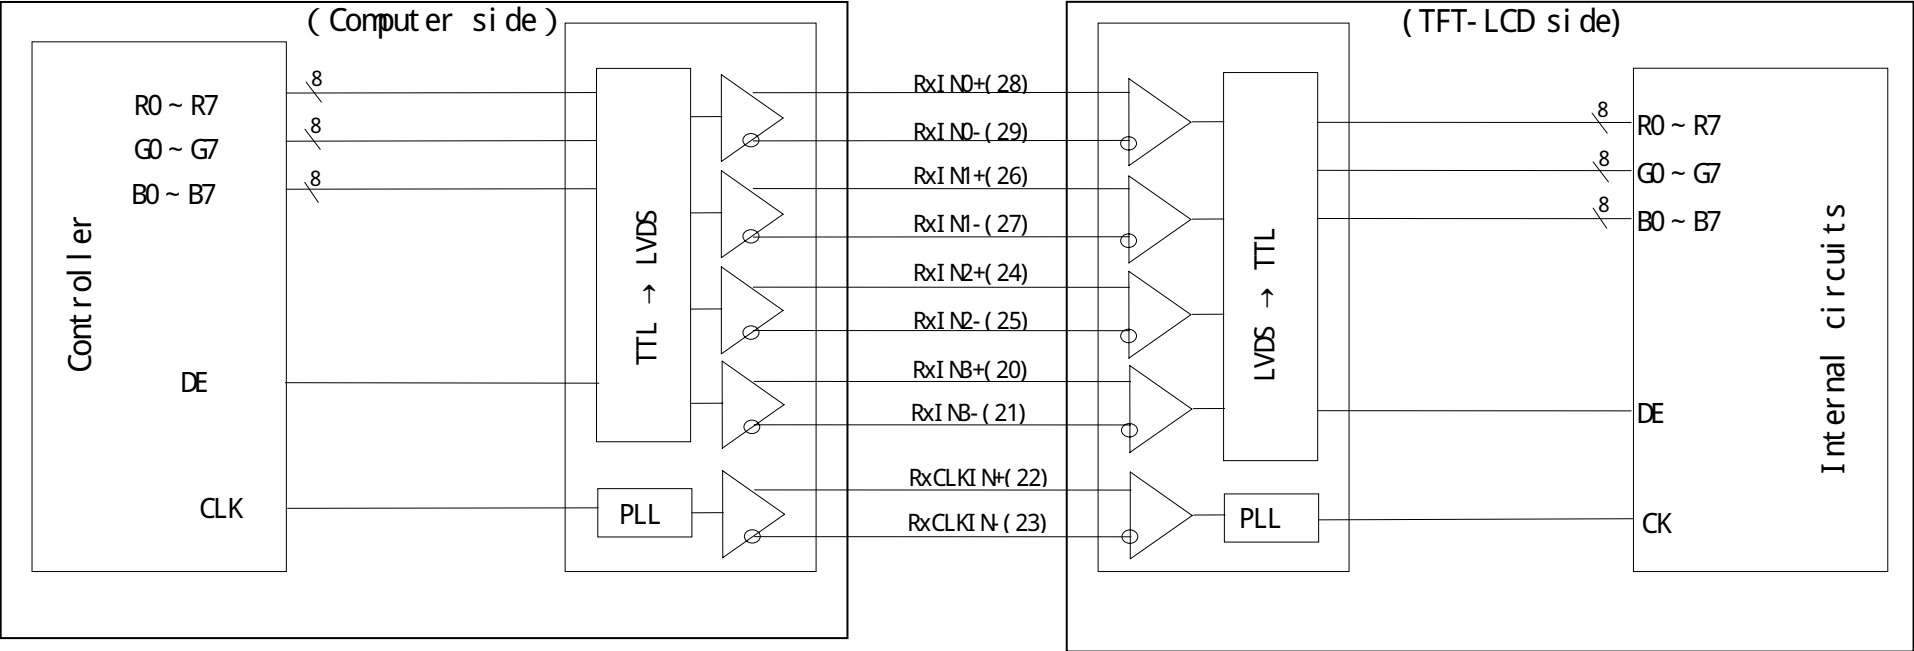 (Computer side)
Controller
R0 ~ R7
G0 ~ G7
B0 ~ B7
DE
CLK
8
8
8
TTL → LVDS
PLL
RxIN0+(28)
RxIN0-(29)
RxIN1+(26)
RxIN1-(27)
RxIN2+(24)
RxIN2-(25)
RxIN3+(20)
RxIN3-(21)
RxCLKIN+(22)
RxCLKIN-(23)
(TFT-LCD side)
LVDS → TTL
PLL
8
8
8
R0 ~ R7
G0 ~ G7
B0 ~ B7
DE
CK
Internal circuits